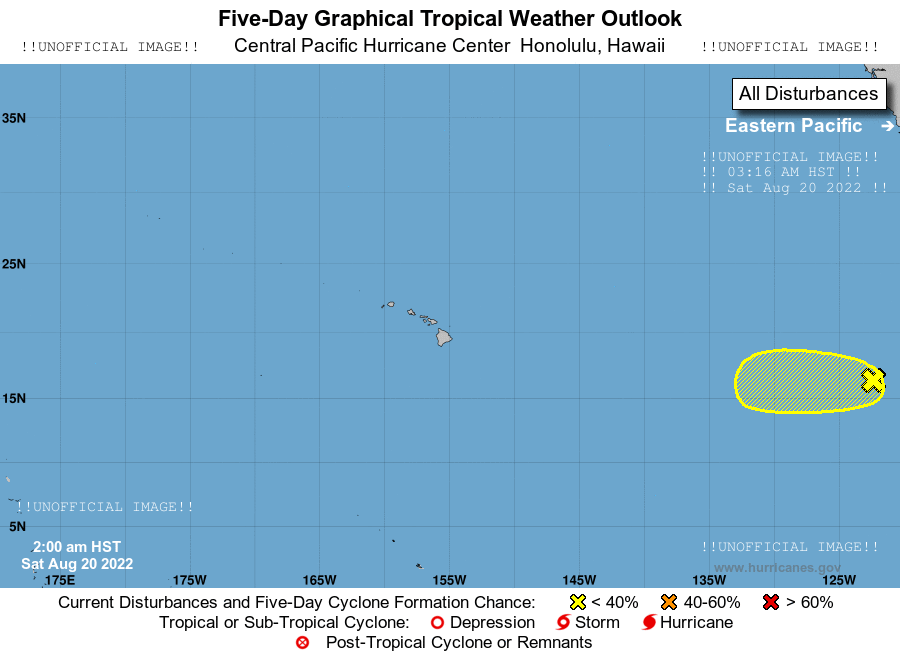 Five-Day Graphical Tropical Weather Outlook
!!UNOFFICIAL IMAGE!! Central Pacific Hurricane Center Honolulu, Hawaii !!UNOFFICIAL IMAGE!!
All Disturbances
35N
Eastern Pacific →
!!UNOFFICIAL IMAGE!!
!! 03:16 AM HST !!
!! Sat Aug 20 2022 !!
25N
15N
!!UNOFFICIAL IMAGE!!
5N
2:00 am HST
!!UNOFFICIAL IMAGE!!
Sat Aug 20 2022
www.hurricanes.gov
175E 175W 165W 155W 145W 135W 125W
Current Disturbances and Five-Day Cyclone Formation Chance: < 40% 40-60% > 60%
Tropical or Sub-Tropical Cyclone: Depression Storm Hurricane
Post-Tropical Cyclone or Remnants